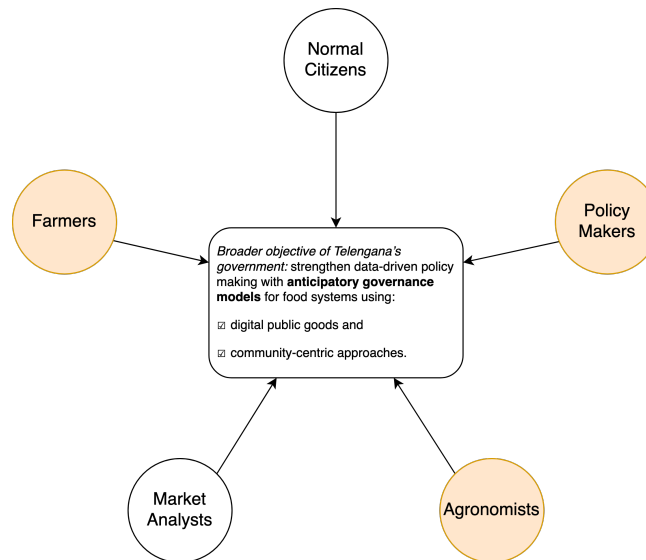 Normal
Citizens
Farmers
Policy
Makers
Broader objective of Telengana's
government: strengthen data-driven policy
making with anticipatory governance
models for food systems using:
☑ digital public goods and
☑ community-centric approaches.
Market
Analysts
Agronomists